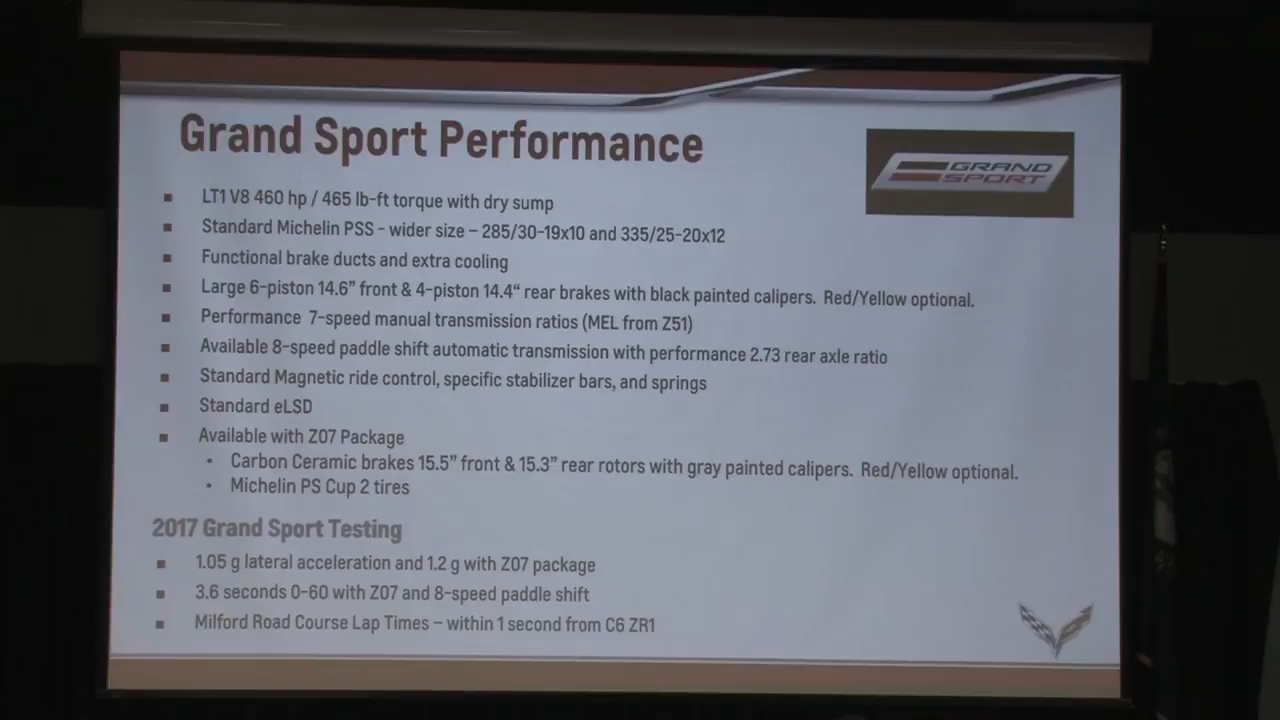 Grand Sport Performance
GRAND
SPORT
▪ LT1 V8 460 hp / 465 lb-ft torque with dry sump
▪ Standard Michelin PSS - wider size – 285/30-19x10 and 335/25-20x12
▪ Functional brake ducts and extra cooling
▪ Large 6-piston 14.6” front & 4-piston 14.4“ rear brakes with black painted calipers. Red/Yellow optional.
▪ Performance 7-speed manual transmission ratios (MEL from Z51)
▪ Available 8-speed paddle shift automatic transmission with performance 2.73 rear axle ratio
▪ Standard Magnetic ride control, specific stabilizer bars, and springs
▪ Standard eLSD
▪ Available with Z07 Package
• Carbon Ceramic brakes 15.5” front & 15.3” rear rotors with gray painted calipers. Red/Yellow optional.
• Michelin PS Cup 2 tires
2017 Grand Sport Testing
▪ 1.05 g lateral acceleration and 1.2 g with Z07 package
▪ 3.6 seconds 0-60 with Z07 and 8-speed paddle shift
▪ Milford Road Course Lap Times – within 1 second from C6 ZR1